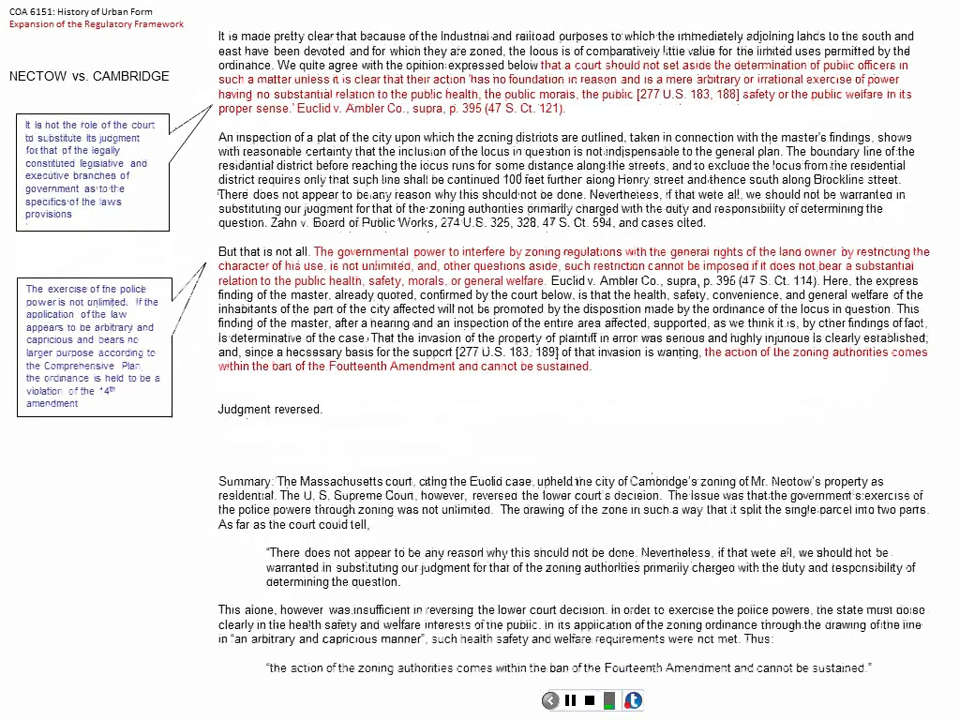 COA 6151: History of Urban Form
Expansion of the Regulatory Framework
NECTOW vs. CAMBRIDGE
It is not the role of the court
to substitute its judgment
for that of the legally
constituted legislative and
executive branches of
government as to the
specifics of the laws
provisions
The exercise of the police
power is not unlimited. If the
application of the law
appears to be arbitrary and
capricious and bears no
larger purpose according to
the Comprehensive Plan,
the ordinance is held to be a
violation of the 14th
amendment
It is made pretty clear that because of the industrial and railroad purposes to which the immediately adjoining lands to the south and
east have been devoted and for which they are zoned, the locus is of comparatively little value for the limited uses permitted by the
ordinance. We quite agree with the opinion expressed below that a court should not set aside the determination of public officers in
such a matter unless it is clear that their action 'has no foundation in reason and is a mere arbitrary or irrational exercise of power
having no substantial relation to the public health, the public morals, the public [277 U.S. 183, 188] safety or the public welfare in its
proper sense.' Euclid v. Ambler Co., supra, p. 395 (47 S. Ct. 121).
An inspection of a plat of the city upon which the zoning districts are outlined, taken in connection with the master's findings, shows
with reasonable certainty that the inclusion of the locus in question is not indispensable to the general plan. The boundary line of the
residential district before reaching the locus runs for some distance along the streets, and to exclude the locus from the residential
district requires only that such line shall be continued 100 feet further along Henry street and thence south along Brookline street.
There does not appear to be any reason why this should not be done. Nevertheless, if that were all, we should not be warranted in
substituting our judgment for that of the zoning authorities primarily charged with the duty and responsibility of determining the
question. Zahn v. Board of Public Works, 274 U.S. 325, 328, 47 S. Ct. 594, and cases cited.
But that is not all. The governmental power to interfere by zoning regulations with the general rights of the land owner by restricting the
character of his use, is not unlimited, and, other questions aside, such restriction cannot be imposed if it does not bear a substantial
relation to the public health, safety, morals, or general welfare. Euclid v. Ambler Co., supra, p. 395 (47 S. Ct. 114). Here, the express
finding of the master, already quoted, confirmed by the court below, is that the health, safety, convenience, and general welfare of the
inhabitants of the part of the city affected will not be promoted by the disposition made by the ordinance of the locus in question. This
finding of the master, after a hearing and an inspection of the entire area affected, supported, as we think it is, by other findings of fact,
is determinative of the case. That the invasion of the property of plaintiff in error was serious and highly injurious is clearly established;
and, since a necessary basis for the support [277 U.S. 183, 189] of that invasion is wanting, the action of the zoning authorities comes
within the ban of the Fourteenth Amendment and cannot be sustained.
Judgment reversed.
Summary: The Massachusetts court, citing the Euclid case, upheld the city of Cambridge's zoning of Mr. Nectow's property as
residential. The U. S. Supreme Court, however, reversed the lower court's decision. The issue was that the government's exercise of
the police powers through zoning was not unlimited. The drawing of the zone in such a way that it split the single parcel into two parts.
As far as the court could tell,
"There does not appear to be any reason why this should not be done. Nevertheless, if that were all, we should not be
warranted in substituting our judgment for that of the zoning authorities primarily charged with the duty and responsibility of
determining the question.
This alone, however was insufficient in reversing the lower court decision. In order to exercise the police powers, the state must do so
clearly in the health safety and welfare interests of the public. In its application of the zoning ordinance through the drawing of the line
in "an arbitrary and capricious manner", such health safety and welfare requirements were not met. Thus:
"the action of the zoning authorities comes within the ban of the Fourteenth Amendment and cannot be sustained."